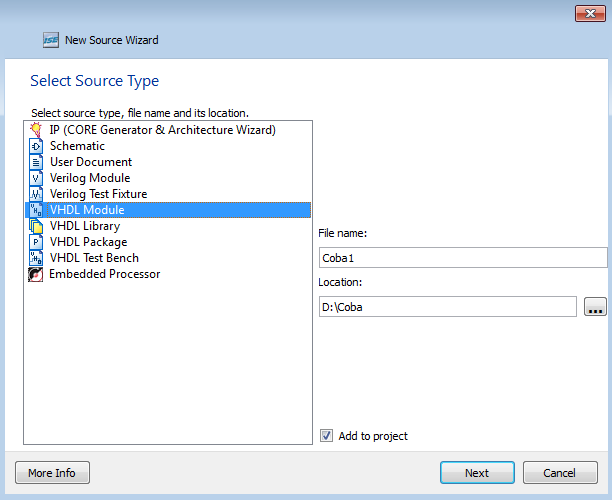 ISE New Source Wizard
Select Source Type
Select source type, file name and its location.
IP (CORE Generator & Architecture Wizard)
Schematic
User Document
Verilog Module
Verilog Test Fixture
VHDL Module
VHDL Library
VHDL Package
VHDL Test Bench
Embedded Processor
File name:
Coba1
Location:
D:\Coba
...
Add to project
More Info
Next
Cancel